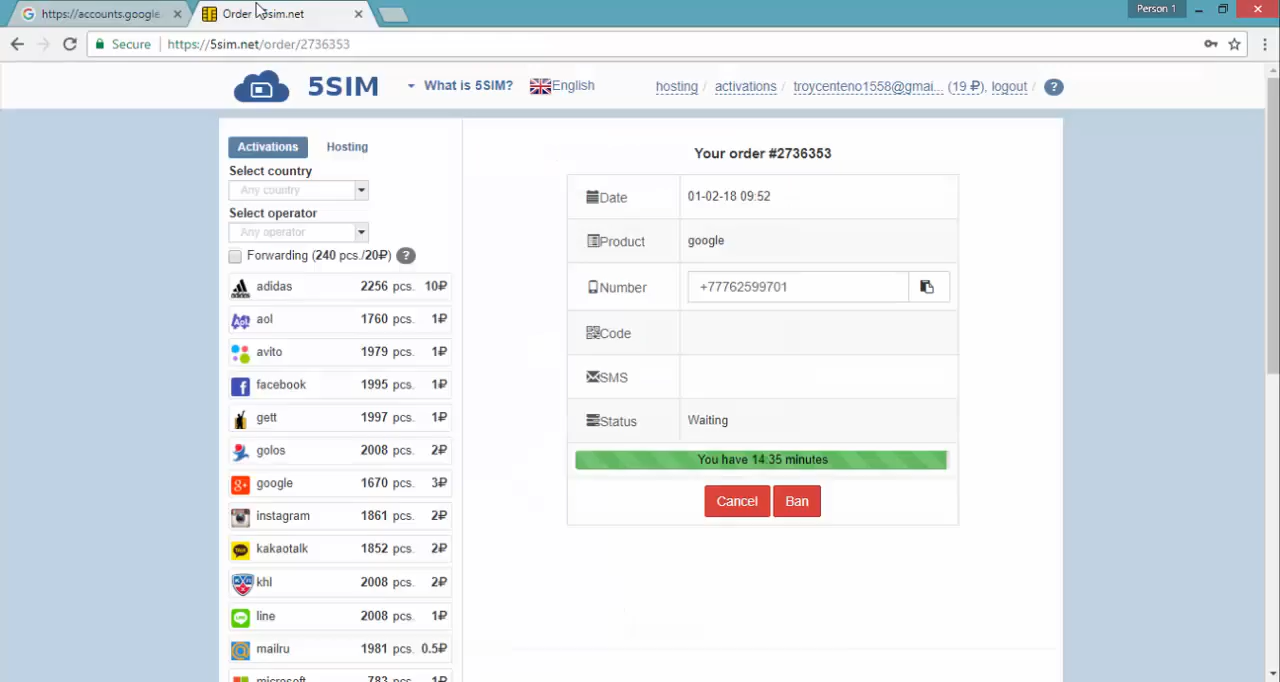 https://accounts.google.
Order
5sim.net
Person 1
Secure
https://5sim.net/order/2736353
5SIM
What is 5SIM?
English
hosting / activations / troycenteno1558@gmai... (19 ₽), logout / ?
Activations
Hosting
Select country
Any country
Select operator
Any operator
Forwarding (240 pcs./20₽) ?
adidas 2256 pcs. 10₽
aol 1760 pcs. 1₽
avito 1979 pcs. 1₽
facebook 1995 pcs. 1₽
gett 1997 pcs. 1₽
golos 2008 pcs. 2₽
google 1670 pcs. 3₽
instagram 1861 pcs. 2₽
kakaotalk 1852 pcs. 2₽
khl 2008 pcs. 2₽
line 2008 pcs. 1₽
mailru 1981 pcs. 0.5₽
microsoft 783 pcs. 1₽
Your order #2736353
Date 01-02-18 09:52
Product google
Number +77762599701
Code
SMS
Status Waiting
You have 14:35 minutes
Cancel
Ban